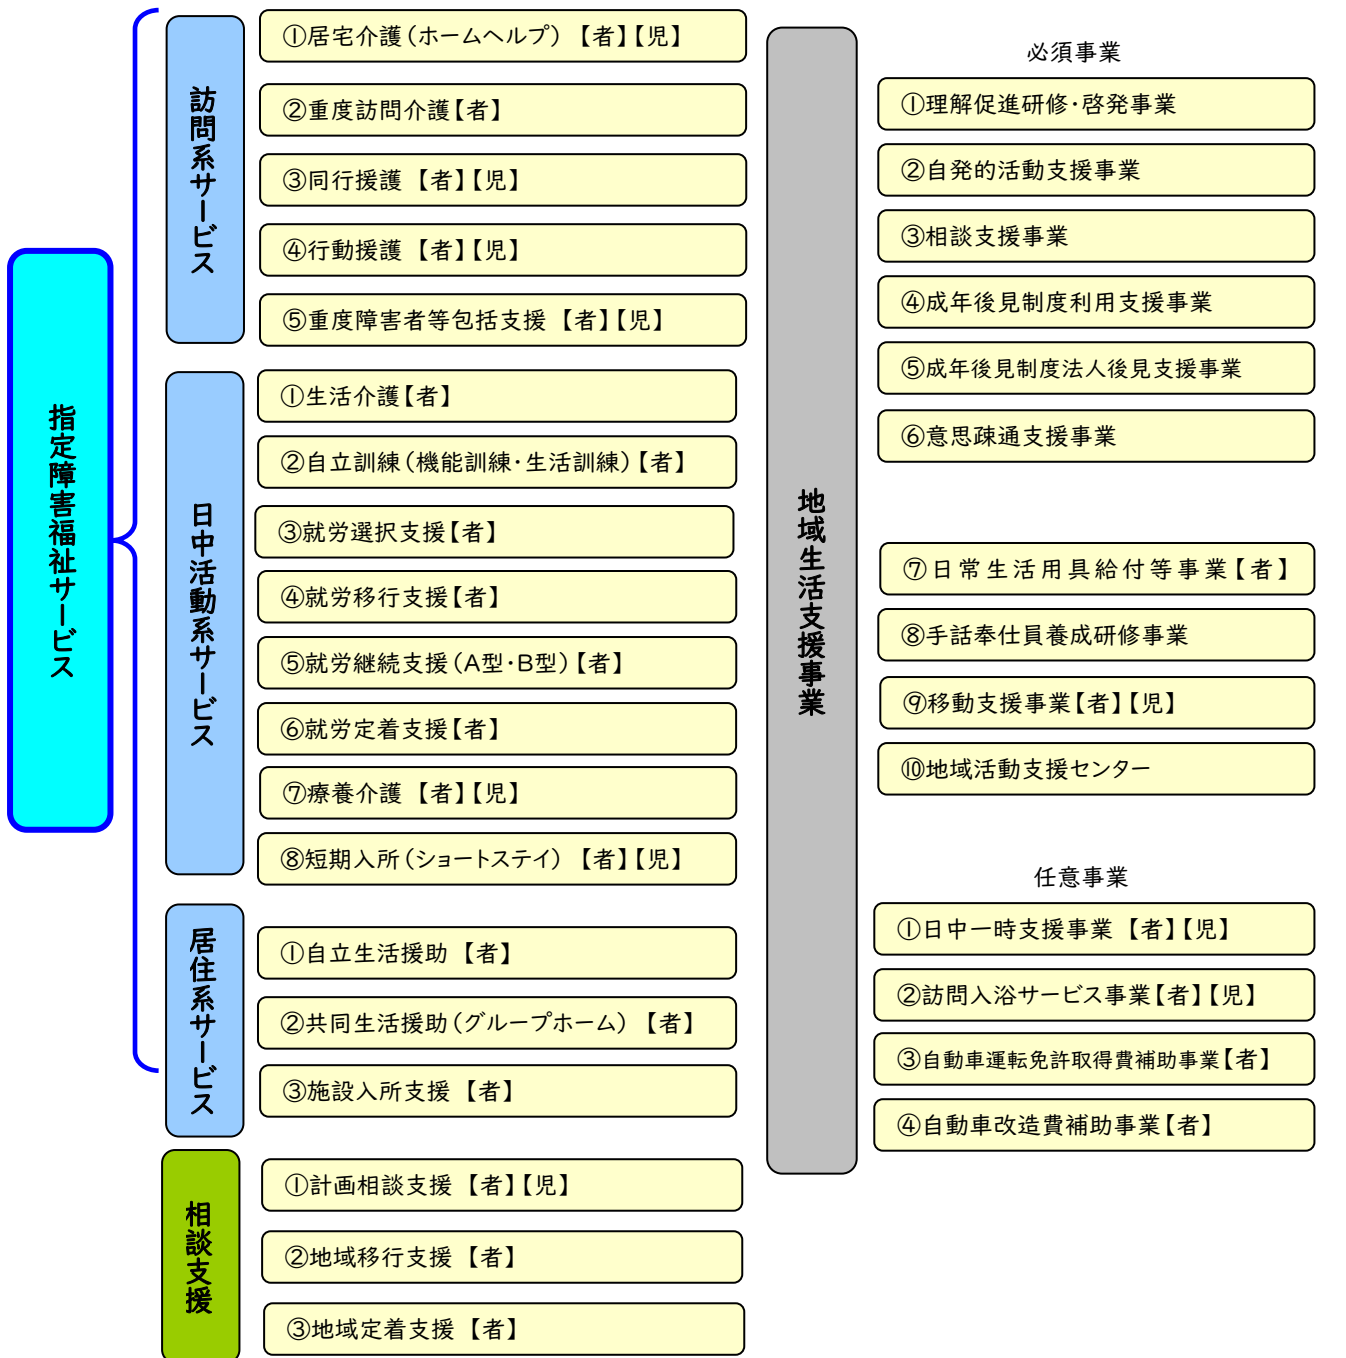 指定障害福祉サービス
訪問系サービス
①居宅介護（ホームヘルプ） 【者】【児】
②重度訪問介護【者】
③同行援護 【者】【児】
④行動援護 【者】【児】
⑤重度障害者等包括支援 【者】【児】
日中活動系サービス
①生活介護【者】
②自立訓練（機能訓練・生活訓練）【者】
③就労選択支援【者】
④就労移行支援【者】
⑤就労継続支援（A型・B型）【者】
⑥就労定着支援【者】
⑦療養介護 【者】【児】
⑧短期入所（ショートステイ） 【者】【児】
居住系サービス
①自立生活援助 【者】
②共同生活援助（グループホーム） 【者】
③施設入所支援 【者】
相談支援
①計画相談支援 【者】【児】
②地域移行支援 【者】
③地域定着支援 【者】
地域生活支援事業
必須事業
①理解促進研修・啓発事業
②自発的活動支援事業
③相談支援事業
④成年後見制度利用支援事業
⑤成年後見制度法人後見支援事業
⑥意思疎通支援事業
⑦日常生活用具給付等事業【者】
⑧手話奉仕員養成研修事業
⑨移動支援事業【者】【児】
⑩地域活動支援センター
任意事業
①日中一時支援事業 【者】【児】
②訪問入浴サービス事業【者】【児】
③自動車運転免許取得費補助事業【者】
④自動車改造費補助事業【者】